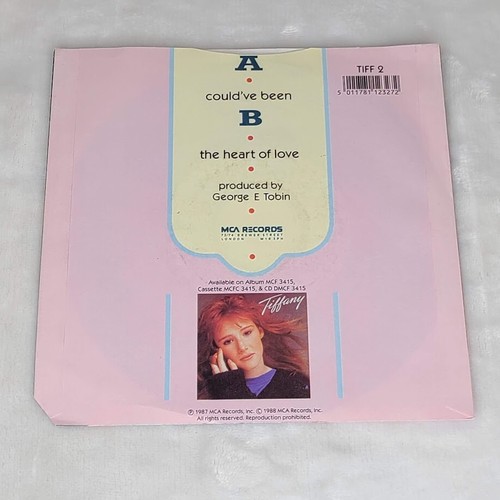 A
TIFF 2
5 011781 123272
could've been
B
the heart of love
produced by
George E Tobin
MCA RECORDS
LONDON
Available on Album MCF 3415,
Cassette MCFC 3415, & CD DMCF 3415
Tiffany
℗ 1987 MCA Records, Inc. © 1988 MCA Records, Inc.
All rights reserved. Reproduction prohibited.